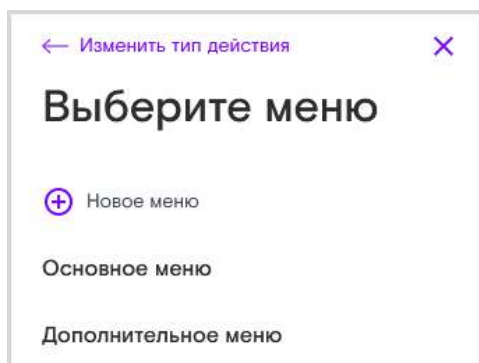 Изменить тип действия
Выберите меню
Новое меню
Основное меню
Дополнительное меню